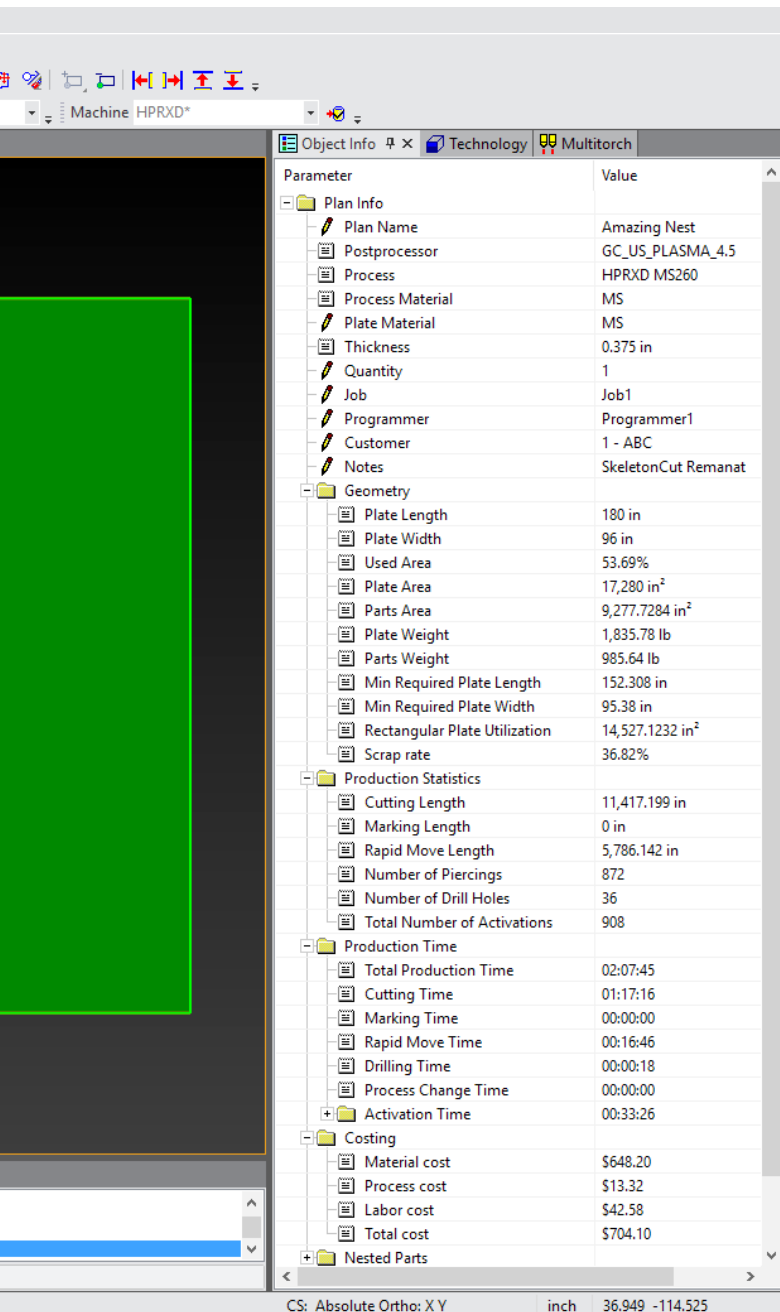 Machine HPRXD*
Object Info Technology Multitorch
Parameter Value
Plan Info
Plan Name Amazing Nest
Postprocessor GC_US_PLASMA_4.5
Process HPRXD MS260
Process Material MS
Plate Material MS
Thickness 0.375 in
Quantity 1
Job Job1
Programmer Programmer1
Customer 1 - ABC
Notes SkeletonCut Remanat
Geometry
Plate Length 180 in
Plate Width 96 in
Used Area 53.69%
Plate Area 17,280 in²
Parts Area 9,277.7284 in²
Plate Weight 1,835.78 lb
Parts Weight 985.64 lb
Min Required Plate Length 152.308 in
Min Required Plate Width 95.38 in
Rectangular Plate Utilization 14,527.1232 in²
Scrap rate 36.82%
Production Statistics
Cutting Length 11,417.199 in
Marking Length 0 in
Rapid Move Length 5,786.142 in
Number of Piercings 872
Number of Drill Holes 36
Total Number of Activations 908
Production Time
Total Production Time 02:07:45
Cutting Time 01:17:16
Marking Time 00:00:00
Rapid Move Time 00:16:46
Drilling Time 00:00:18
Process Change Time 00:00:00
Activation Time 00:33:26
Costing
Material cost $648.20
Process cost $13.32
Labor cost $42.58
Total cost $704.10
Nested Parts
CS: Absolute Ortho: X Y inch 36.949 -114.525